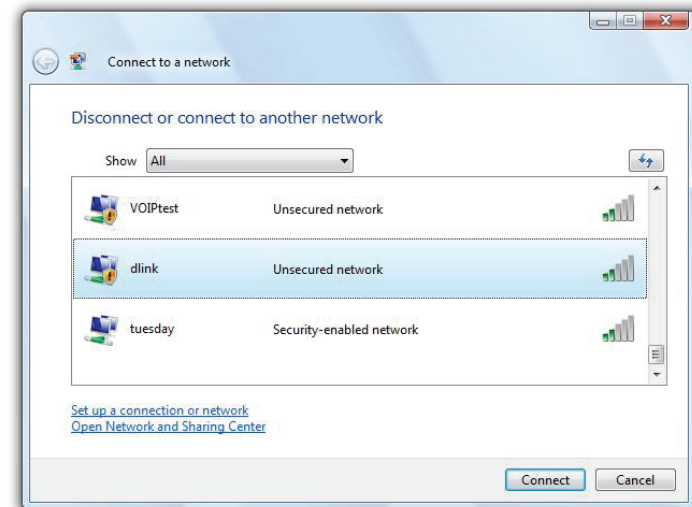 Connect to a network
Disconnect or connect to another network
Show All
VOIPtest Unsecured network
dlink Unsecured network
tuesday Security-enabled network
Set up a connection or network
Open Network and Sharing Center
Connect Cancel